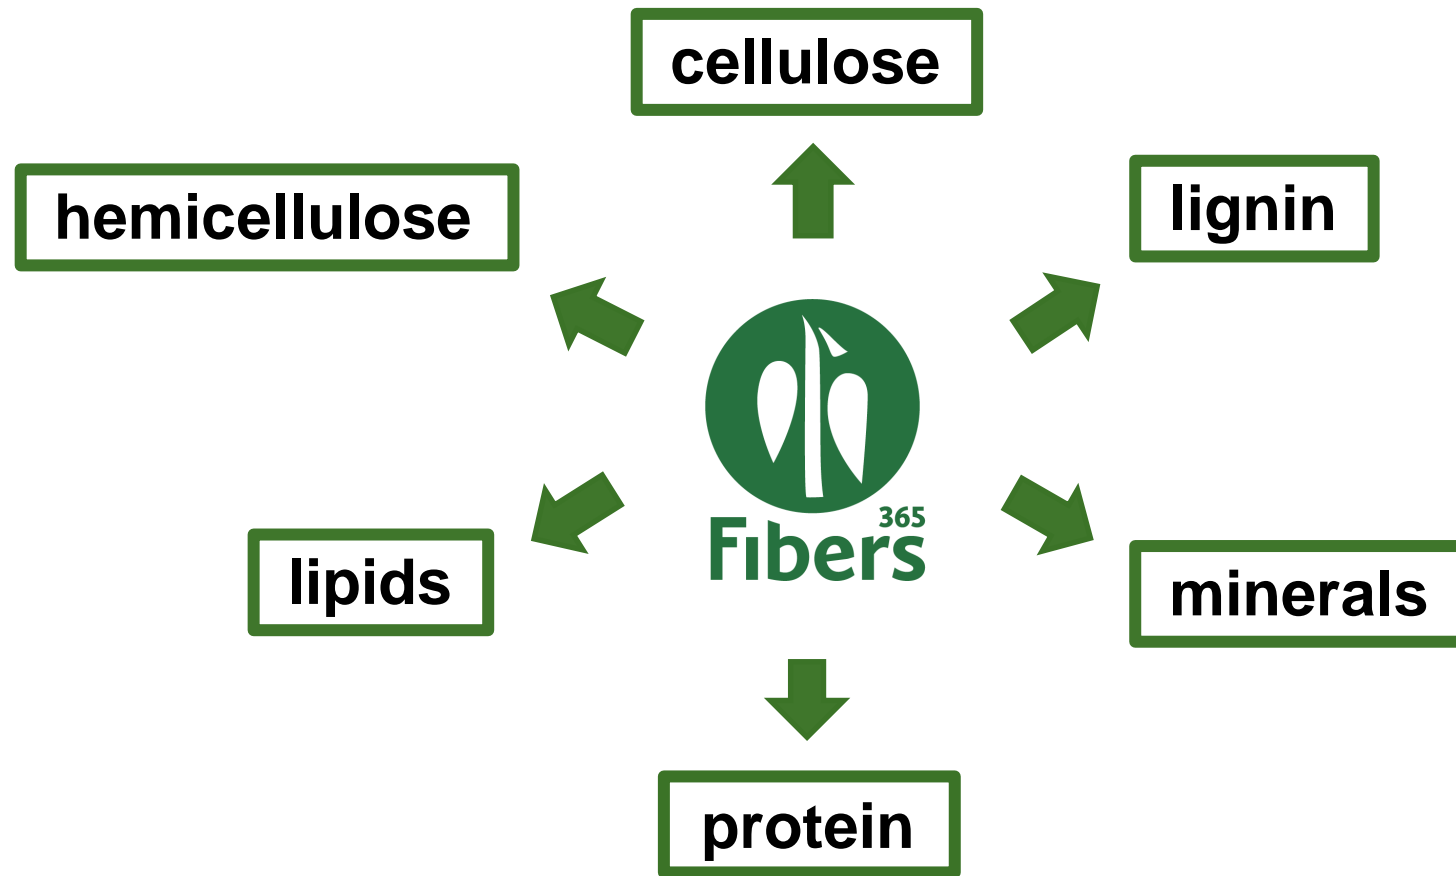 cellulose
hemicellulose
lignin
365
Fibers
lipids
minerals
protein